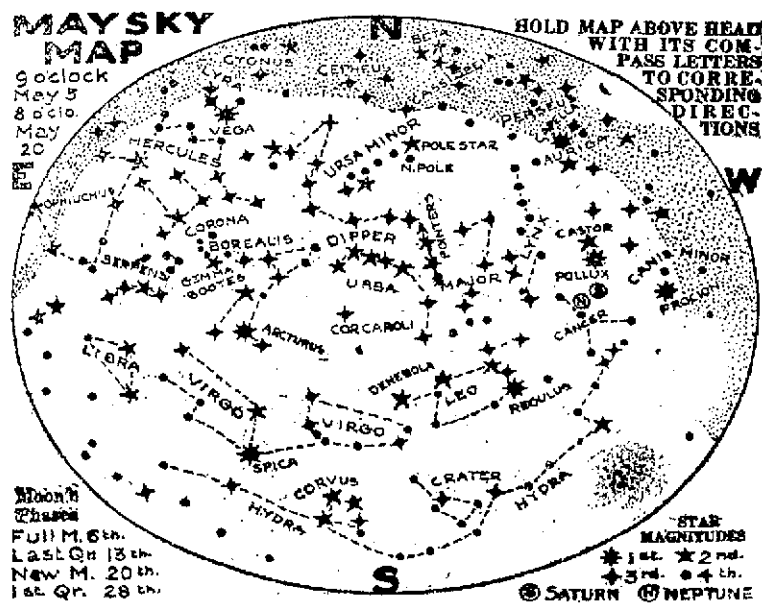 MAY SKY
MAP
9 oclock
May 5
8 oclo.
May
20
HOLD MAP ABOVE HEAD
WITH ITS COM-
PASS LETTERS
TO CORRE-
SPONDING
DIREC-
TIONS
N
E
W
S
CYGNUS
LYRA
VEGA
HERCULES
CEPHEUS
CASSIOPEIA
PERSEUS
CAPELLA
AURIGA
URSA MINOR
POLE STAR
N. POLE
OPHIUCHUS
CORONA
BOREALIS
GEMMA
SERPENS
BOOTES
DIPPER
POINTERS
URSA
MAJOR
LYNX
CASTOR
POLLUX
N
CANIS MINOR
PROCYON
CANCER
ARCTURUS
COR CAROLI
LIBRA
VIRGO
VIRGO
DENEBOLA
LEO
REGULUS
SPICA
CORVUS
CRATER
HYDRA
HYDRA
Moon's
Phases
Full M. 6th.
Last Qr 13th.
New M. 20th.
1st Qr. 28th.
STAR
MAGNITUDES
1st. 2nd.
3rd. 4th.
SATURN N NEPTUNE